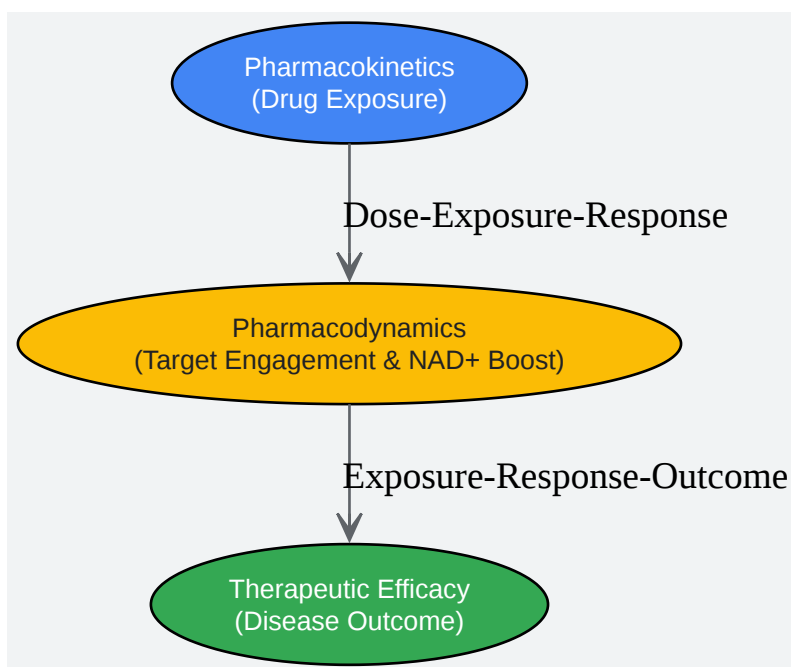 Pharmacokinetics
(Drug Exposure)
Dose-Exposure-Response
Pharmacodynamics
(Target Engagement & NAD+ Boost)
Exposure-Response-Outcome
Therapeutic Efficacy
(Disease Outcome)